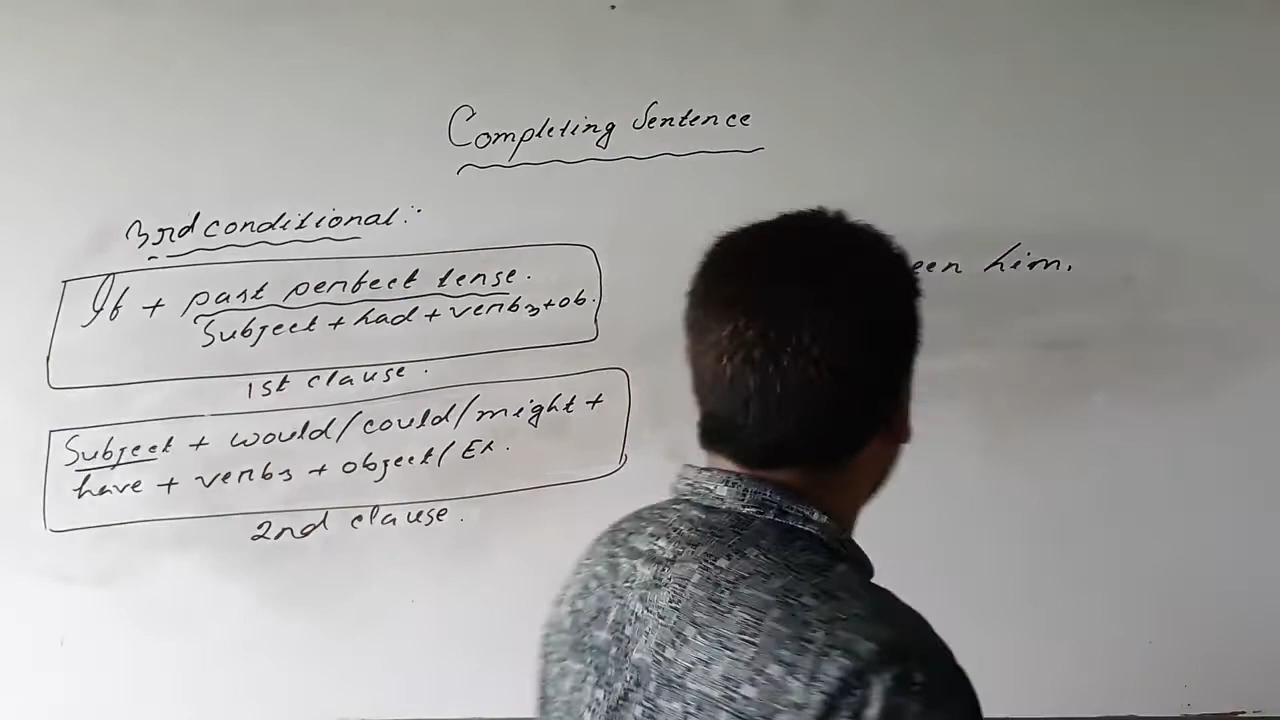 Completing Sentence
3rd conditional:
If + past perfect tense.
Subject + had + verb3 + ob.
1st clause.
Subject + would/could/might +
have + verb3 + object/Ex.
2nd clause.
him.